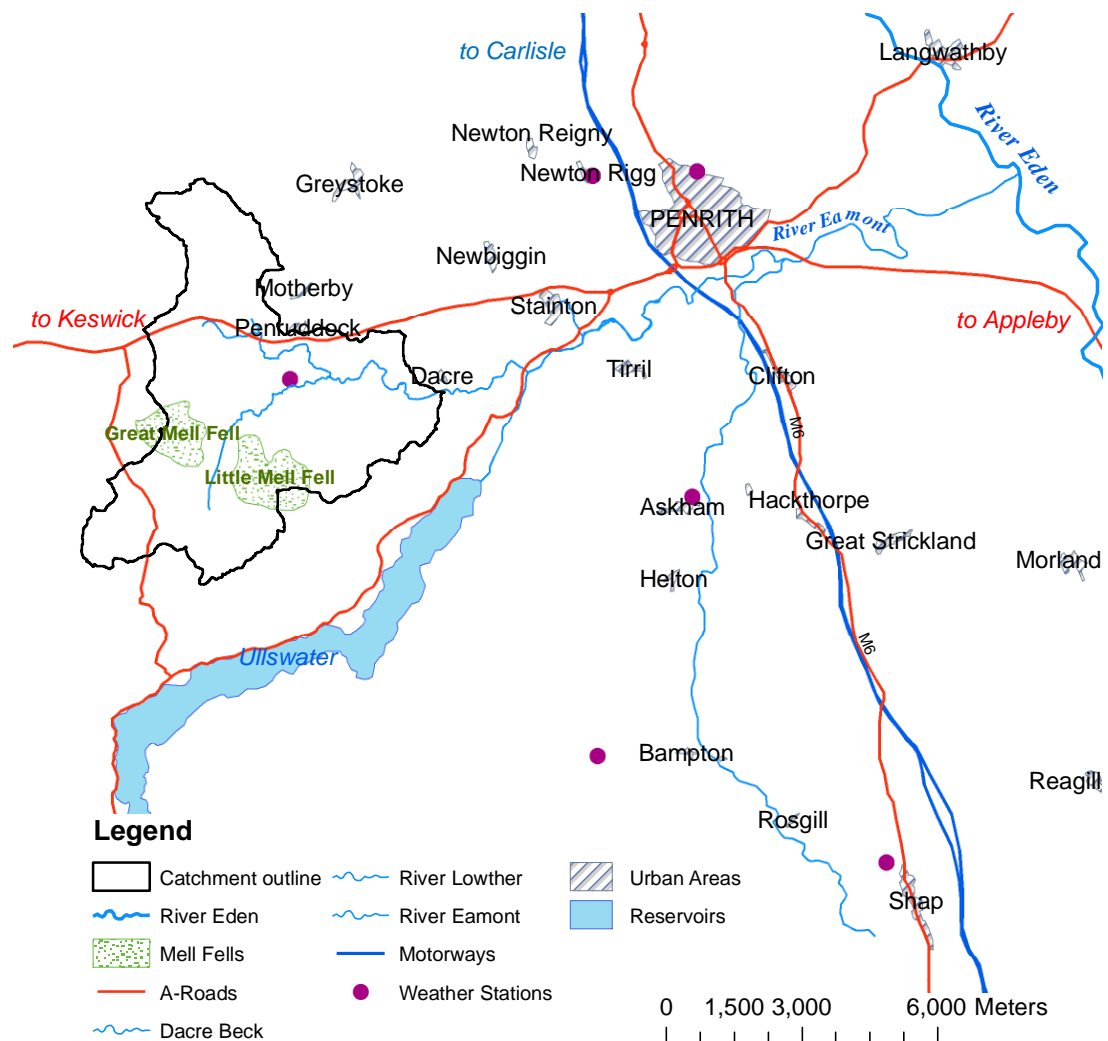 to Carlisle
Langwathby
River Eden
Newton Reigny
Newton Rigg
Greystoke
PENRITH
River Eamont
Newbiggin
Motherby
Stainton
to Keswick
Penruddock
to Appleby
Dacre
Tirril
Clifton
M6
Great Mell Fell
Little Mell Fell
Askham
Hackthorpe
Great Strickland
Morland
Helton
M6
Ullswater
Bampton
Reagill
Rosgill
Shap
Legend
Catchment outline
River Eden
Mell Fells
A-Roads
Dacre Beck
River Lowther
River Eamont
Motorways
Weather Stations
Urban Areas
Reservoirs
0 1,500 3,000 6,000 Meters